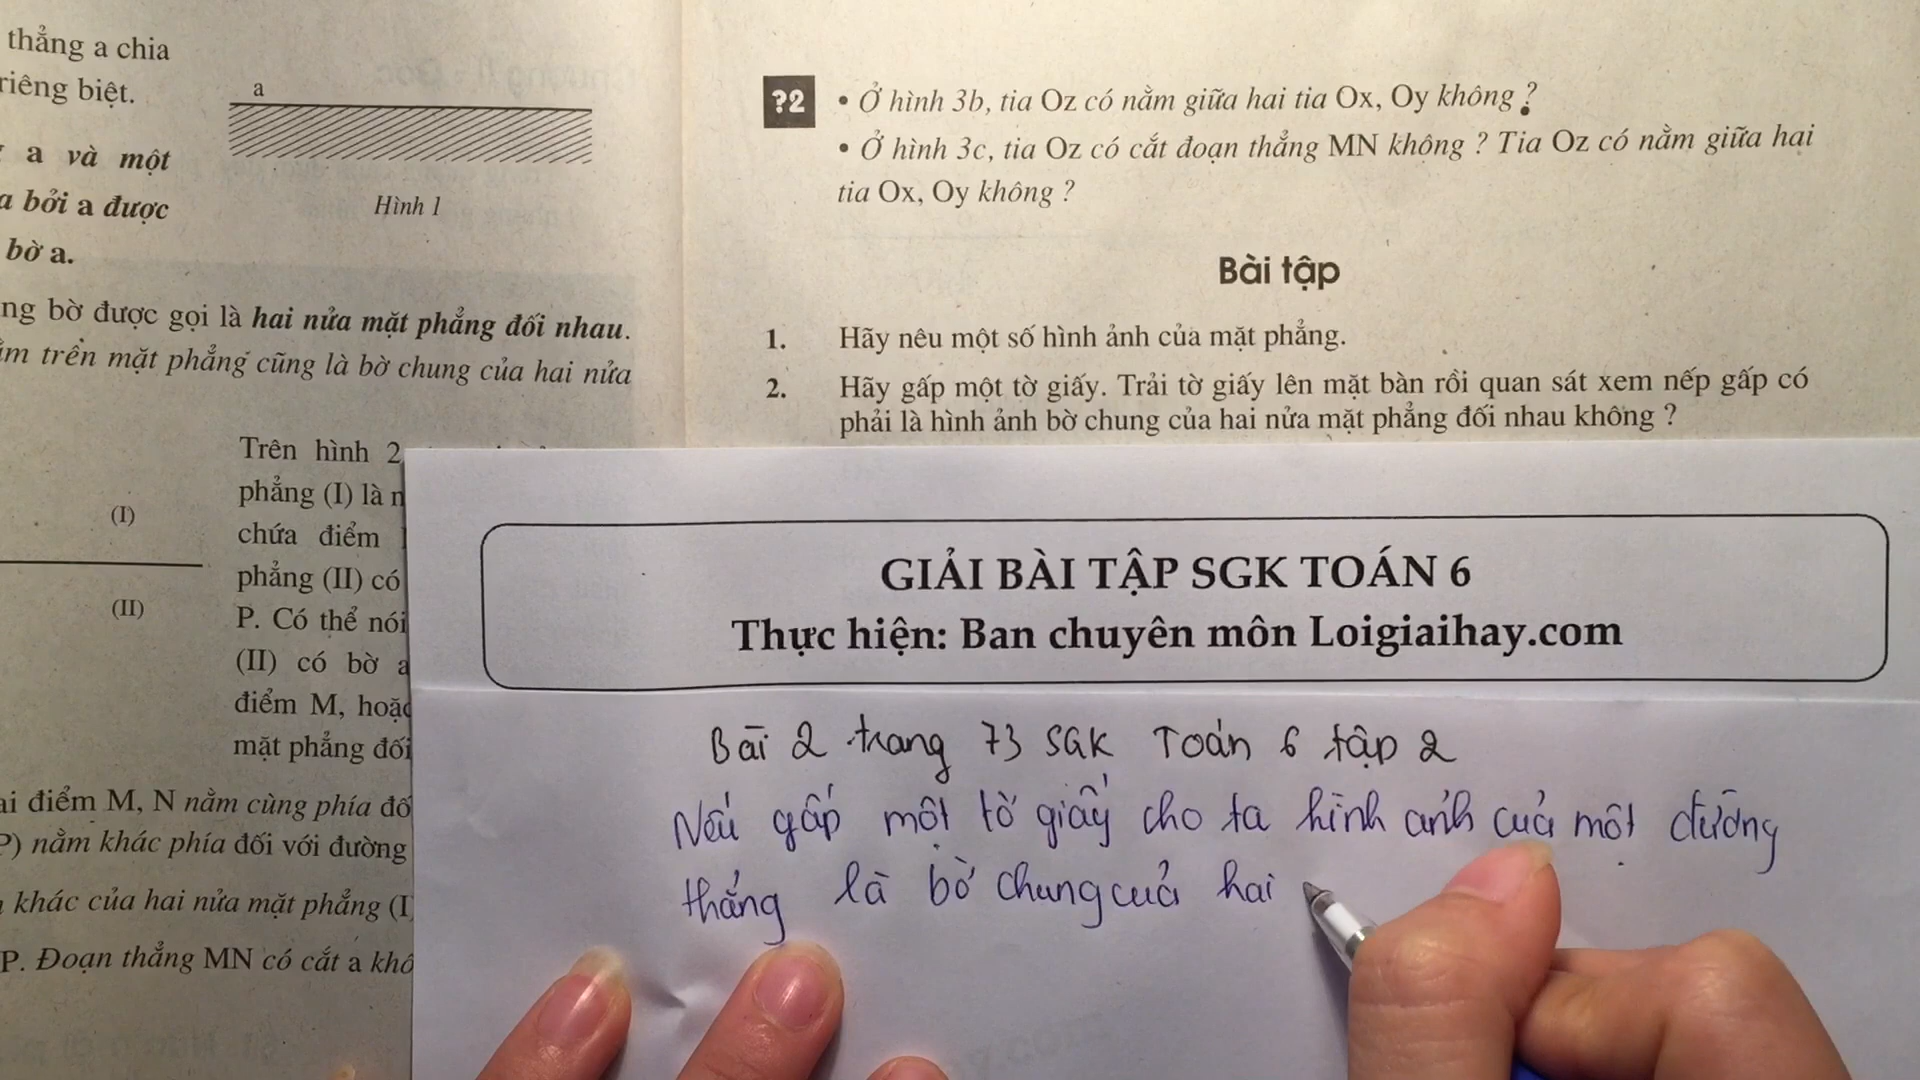 thẳng a chia
riêng biệt.
a và một
a bởi a được
bờ a.
a
Hình 1
ng bờ được gọi là hai nửa mặt phẳng đối nhau.
trên mặt phẳng cũng là bờ chung của hai nửa
(I)
(II)
Trên hình 2
phẳng (I) là
chứa điểm
phẳng (II) có
P. Có thể nói
(II) có bờ a
điểm M, hoặc
mặt phẳng đối
ai điểm M, N nằm cùng phía đố
P) nằm khác phía đối với đường
khác của hai nửa mặt phẳng (I
P. Đoạn thẳng MN có cắt a khô
?2 • Ở hình 3b, tia Oz có nằm giữa hai tia Ox, Oy không ?
• Ở hình 3c, tia Oz có cắt đoạn thẳng MN không ? Tia Oz có nằm giữa hai
tia Ox, Oy không ?
Bài tập
1. Hãy nêu một số hình ảnh của mặt phẳng.
2. Hãy gấp một tờ giấy. Trải tờ giấy lên mặt bàn rồi quan sát xem nếp gấp có
phải là hình ảnh bờ chung của hai nửa mặt phẳng đối nhau không ?
GIẢI BÀI TẬP SGK TOÁN 6
Thực hiện: Ban chuyên môn Loigiaihay.com
Bài 2 trang 73 SGK Toán 6 tập 2
Nếu gấp một tờ giấy cho ta hình ảnh của một đường
thẳng là bờ chung của hai